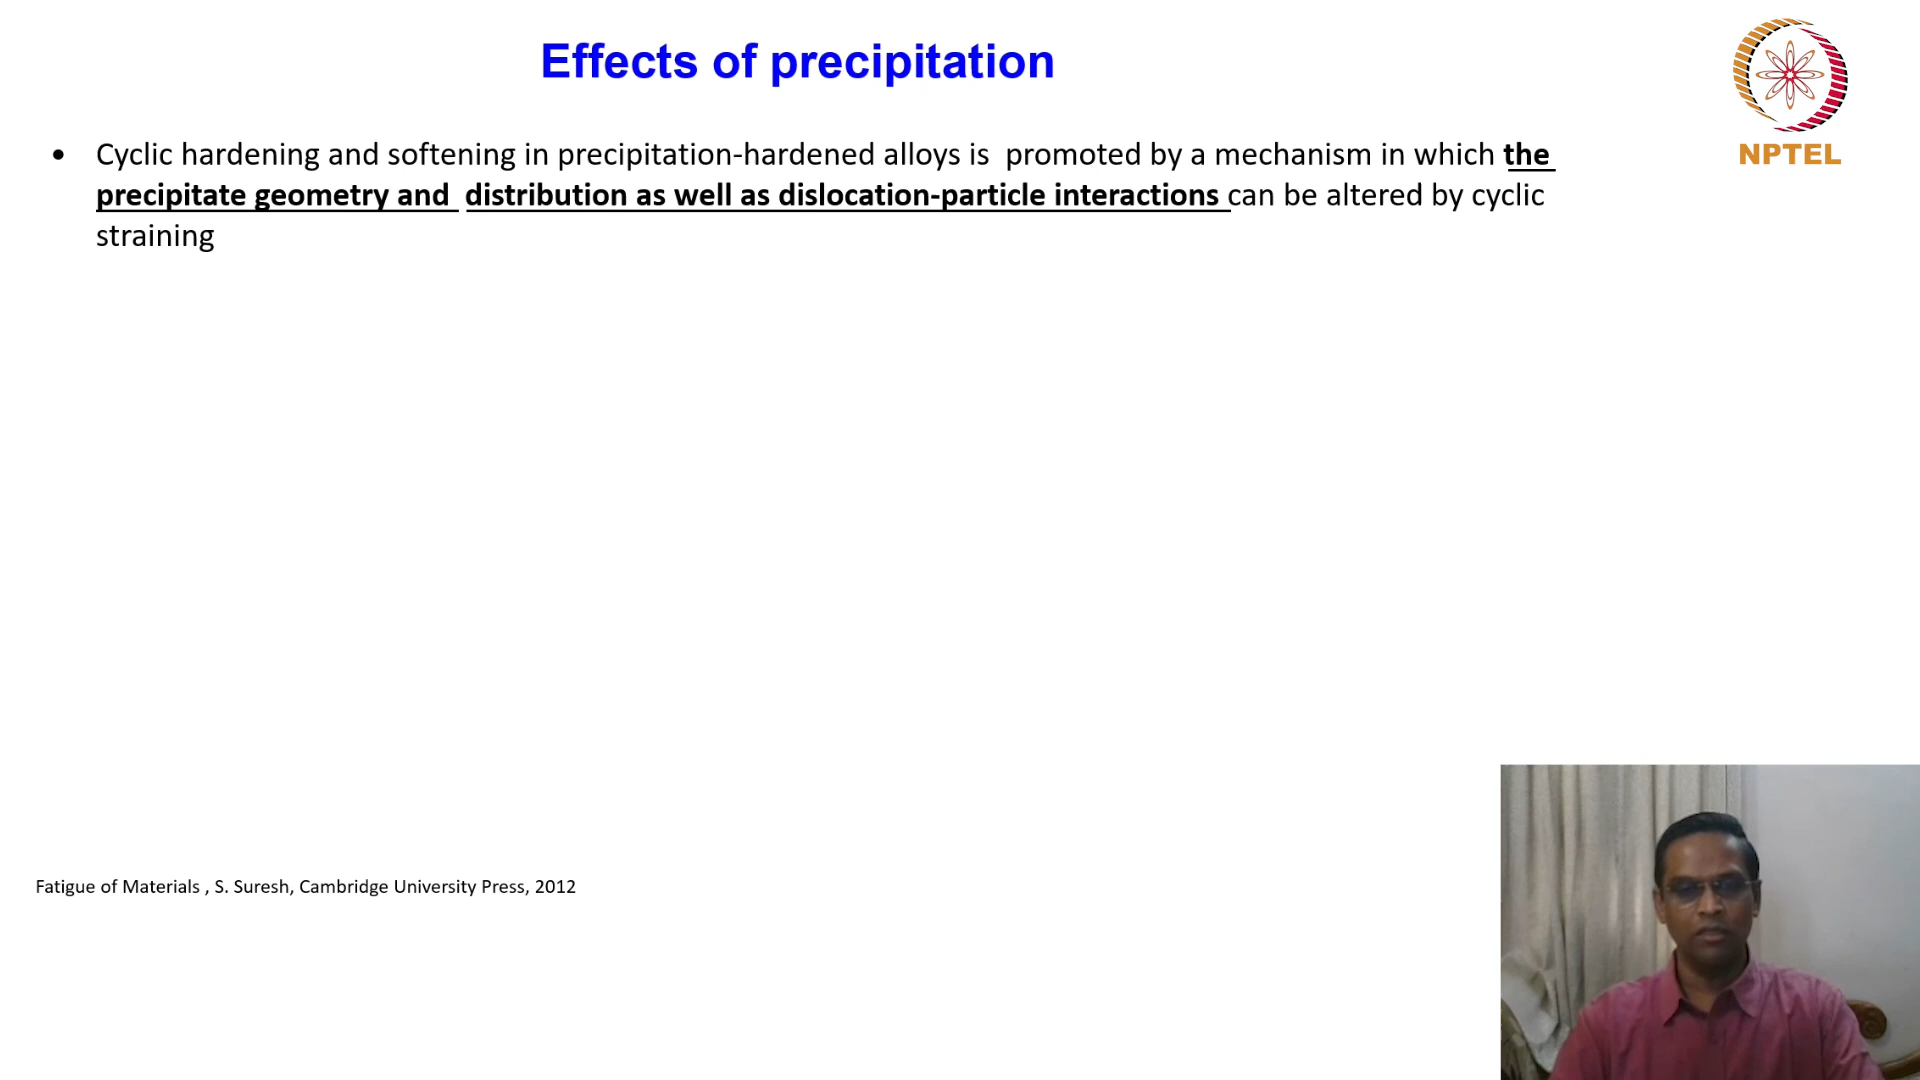 Effects of precipitation
NPTEL
• Cyclic hardening and softening in precipitation-hardened alloys is  promoted by a mechanism in which the
precipitate geometry and  distribution as well as dislocation-particle interactions can be altered by cyclic
straining
Fatigue of Materials , S. Suresh, Cambridge University Press, 2012